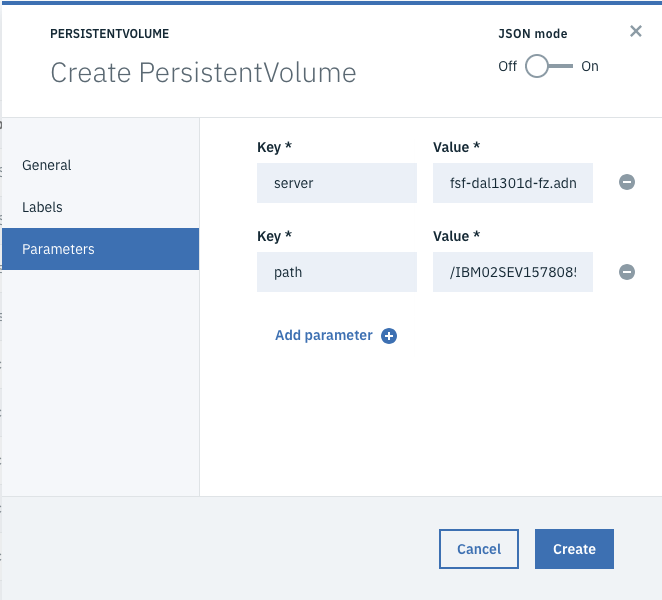 PERSISTENTVOLUME
Create PersistentVolume
JSON mode
Off On
General
Labels
Parameters
Key * Value *
server fsf-dal1301d-fz.adn
Key * Value *
path /IBM02SEV157808
Add parameter
Cancel Create